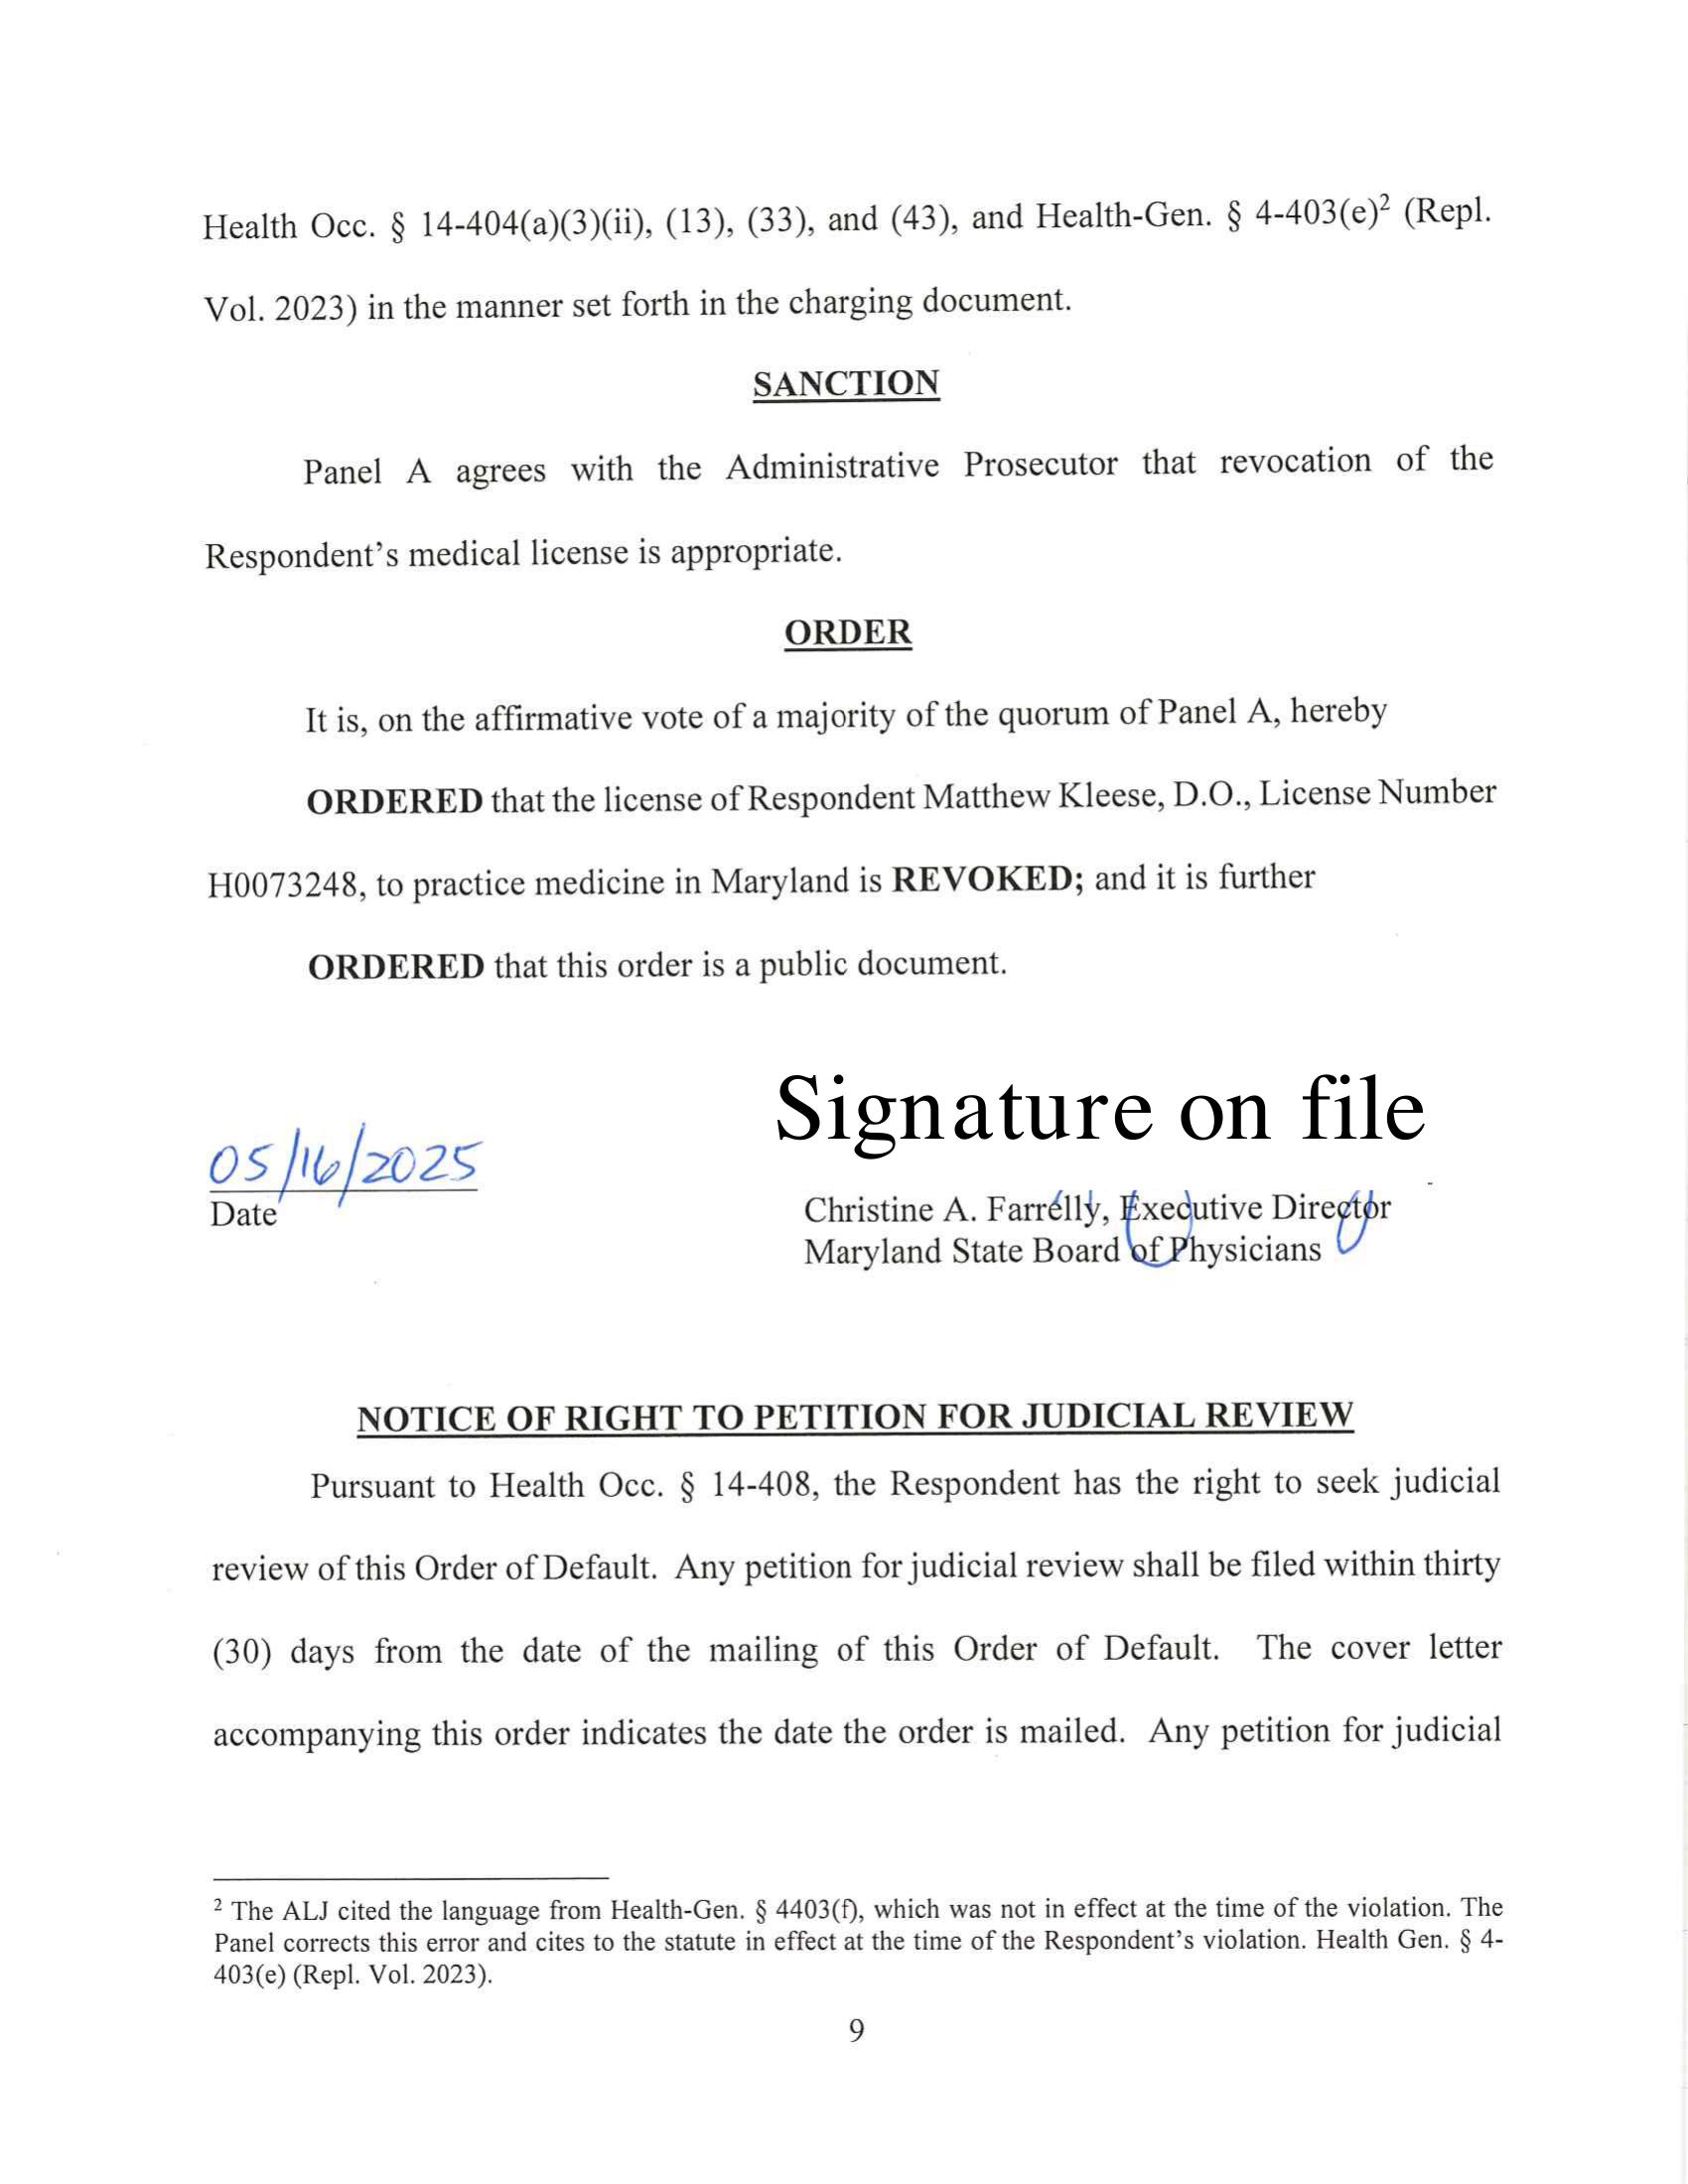 Health Occ. § 14-404(a)(3)(ii), (13), (33), and (43), and Health-Gen. § 4-403(e)² (Repl.
Vol. 2023) in the manner set forth in the charging document.
SANCTION
Panel A agrees with the Administrative Prosecutor that revocation of the
Respondent's medical license is appropriate.
ORDER
It is, on the affirmative vote of a majority of the quorum of Panel A, hereby
ORDERED that the license of Respondent Matthew Kleese, D.O., License Number
H0073248, to practice medicine in Maryland is REVOKED; and it is further
ORDERED that this order is a public document.
Signature on file
05/16/2025
Date
Christine A. Farrelly, Executive Director
Maryland State Board of Physicians
NOTICE OF RIGHT TO PETITION FOR JUDICIAL REVIEW
Pursuant to Health Occ. § 14-408, the Respondent has the right to seek judicial
review of this Order of Default. Any petition for judicial review shall be filed within thirty
(30) days from the date of the mailing of this Order of Default. The cover letter
accompanying this order indicates the date the order is mailed. Any petition for judicial
² The ALJ cited the language from Health-Gen. § 4403(f), which was not in effect at the time of the violation. The
Panel corrects this error and cites to the statute in effect at the time of the Respondent's violation. Health Gen. § 4-
403(e) (Repl. Vol. 2023).
9